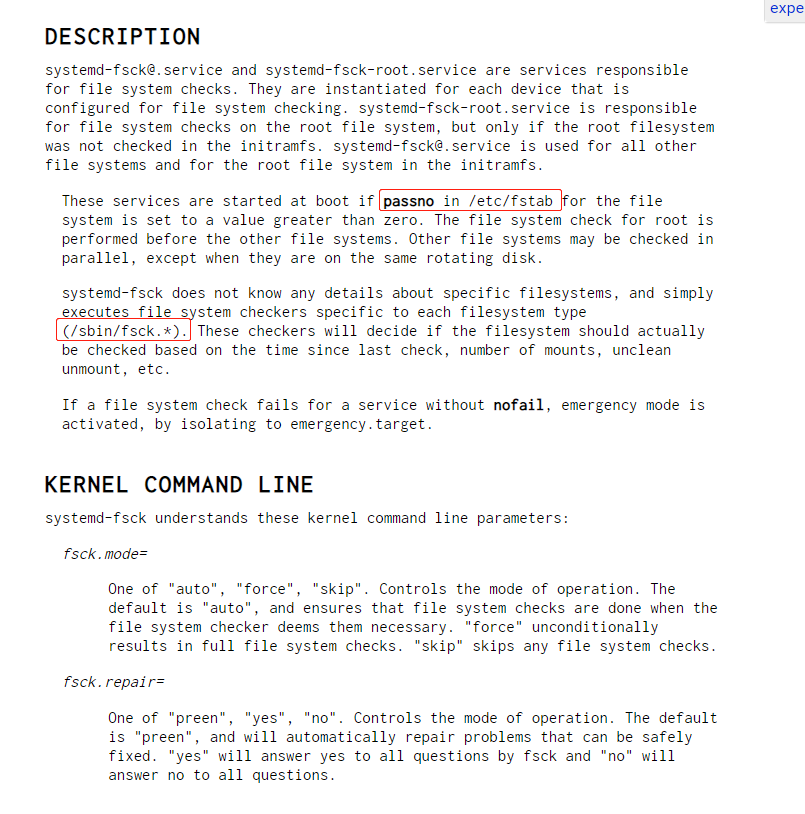 expe
DESCRIPTION
systemd-fsck@.service and systemd-fsck-root.service are services responsible
for file system checks. They are instantiated for each device that is
configured for file system checking. systemd-fsck-root.service is responsible
for file system checks on the root file system, but only if the root filesystem
was not checked in the initramfs. systemd-fsck@.service is used for all other
file systems and for the root file system in the initramfs.
These services are started at boot if passno in /etc/fstab for the file
system is set to a value greater than zero. The file system check for root is
performed before the other file systems. Other file systems may be checked in
parallel, except when they are on the same rotating disk.
systemd-fsck does not know any details about specific filesystems, and simply
executes file system checkers specific to each filesystem type
(/sbin/fsck.*). These checkers will decide if the filesystem should actually
be checked based on the time since last check, number of mounts, unclean
unmount, etc.
If a file system check fails for a service without nofail, emergency mode is
activated, by isolating to emergency.target.
KERNEL COMMAND LINE
systemd-fsck understands these kernel command line parameters:
fsck.mode=
One of "auto", "force", "skip". Controls the mode of operation. The
default is "auto", and ensures that file system checks are done when the
file system checker deems them necessary. "force" unconditionally
results in full file system checks. "skip" skips any file system checks.
fsck.repair=
One of "preen", "yes", "no". Controls the mode of operation. The default
is "preen", and will automatically repair problems that can be safely
fixed. "yes" will answer yes to all questions by fsck and "no" will
answer no to all questions.